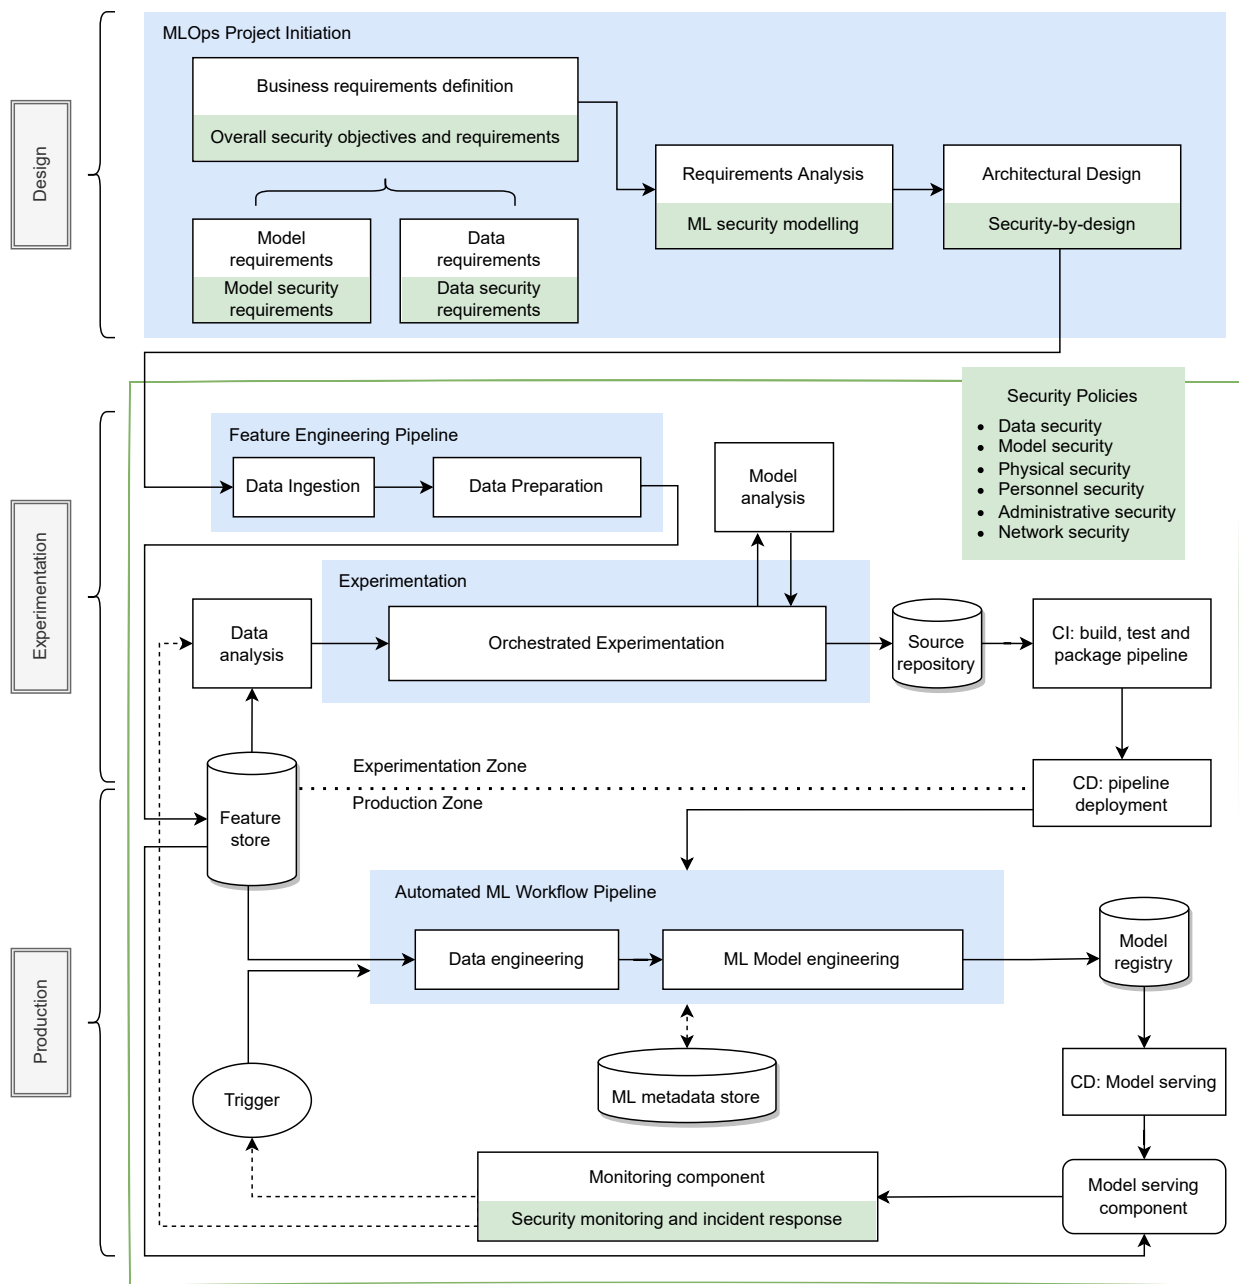 Design
MLOps Project Initiation
Business requirements definition
Overall security objectives and requirements
Model
requirements
Model security
requirements
Data
requirements
Data security
requirements
Requirements Analysis
ML security modelling
Architectural Design
Security-by-design
Experimentation
Security Policies
• Data security
• Model security
• Physical security
• Personnel security
• Administrative security
• Network security
Feature Engineering Pipeline
Data Ingestion
Data Preparation
Model
analysis
Experimentation
Data
analysis
Orchestrated Experimentation
Source
repository
CI: build, test and
package pipeline
Experimentation Zone
Production Zone
CD: pipeline
deployment
Feature
store
Production
Automated ML Workflow Pipeline
Data engineering
ML Model engineering
Model
registry
Trigger
ML metadata store
CD: Model serving
Monitoring component
Security monitoring and incident response
Model serving
component